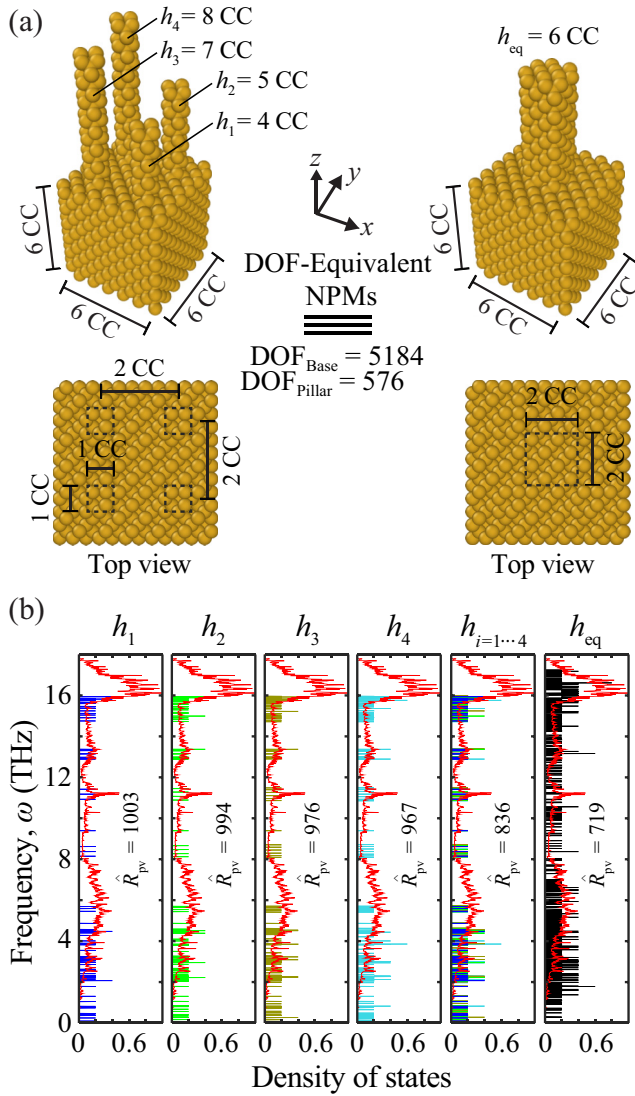 (a)
h4 = 8 CC
h3 = 7 CC
h2 = 5 CC
h1 = 4 CC
heq = 6 CC
6 CC
6 CC
6 CC
z
y
x
6 CC
6 CC
6 CC
DOF-Equivalent
NPMs
DOFBase = 5184
DOFPillar = 576
2 CC
1 CC
2 CC
1 CC
Top view
2 CC
2 CC
Top view
(b)
h1 h2 h3 h4 hi=1···4 heq
Frequency, ω (THz)
16
12
8
4
0
R̂pv = 1003
R̂pv = 994
R̂pv = 976
R̂pv = 967
R̂pv = 836
R̂pv = 719
0 0.6 0 0.6 0 0.6 0 0.6 0 0.6 0 0.6
Density of states